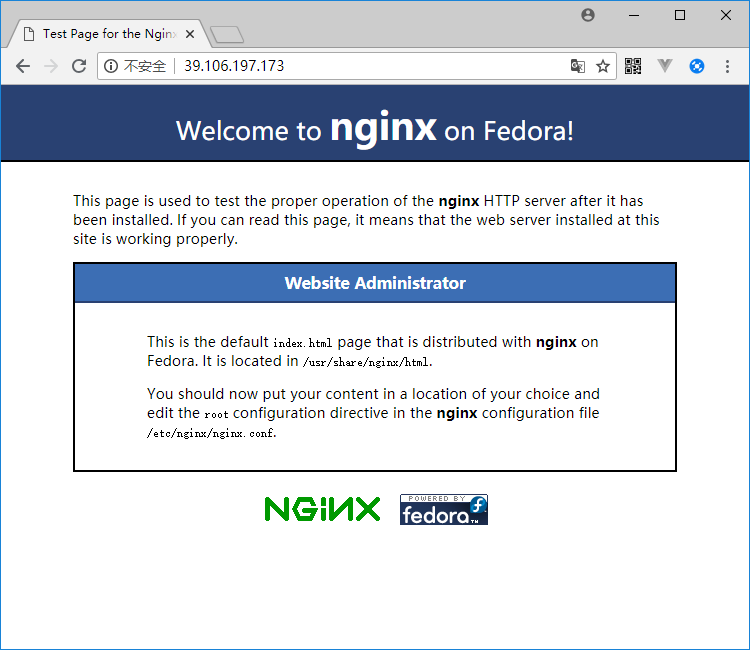 Test Page for the Nginx
不安全
39.106.197.173
Welcome to nginx on Fedora!
This page is used to test the proper operation of the nginx HTTP server after it has
been installed. If you can read this page, it means that the web server installed at this
site is working properly.
Website Administrator
This is the default index.html page that is distributed with nginx on
Fedora. It is located in /usr/share/nginx/html.
You should now put your content in a location of your choice and
edit the root configuration directive in the nginx configuration file
/etc/nginx/nginx.conf.
NGiNX
POWERED BY
fedora™